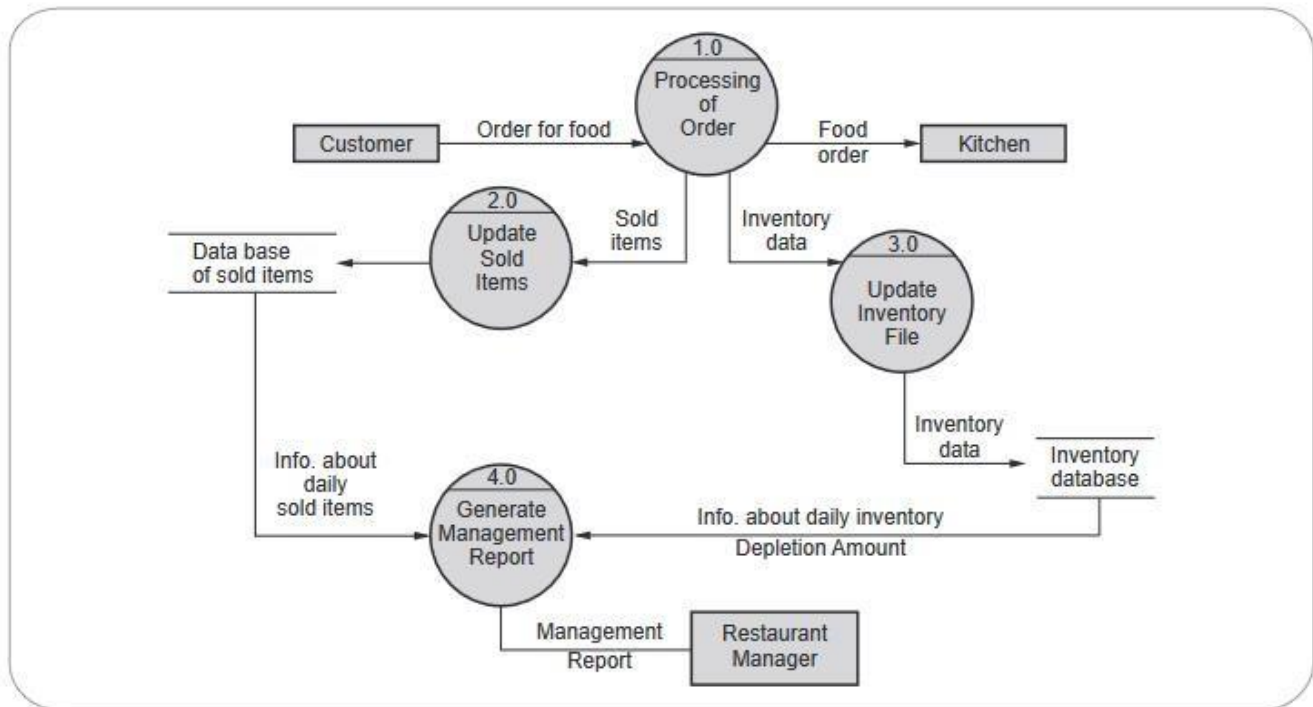 1.0
Processing
of
Order
Customer
Order for food
Food
order
Kitchen
2.0
Update
Sold
Items
Sold
items
Inventory
data
3.0
Update
Inventory
File
Data base
of sold items
Inventory
data
Inventory
database
Info. about
daily
sold items
4.0
Generate
Management
Report
Info. about daily inventory
Depletion Amount
Management
Report
Restaurant
Manager